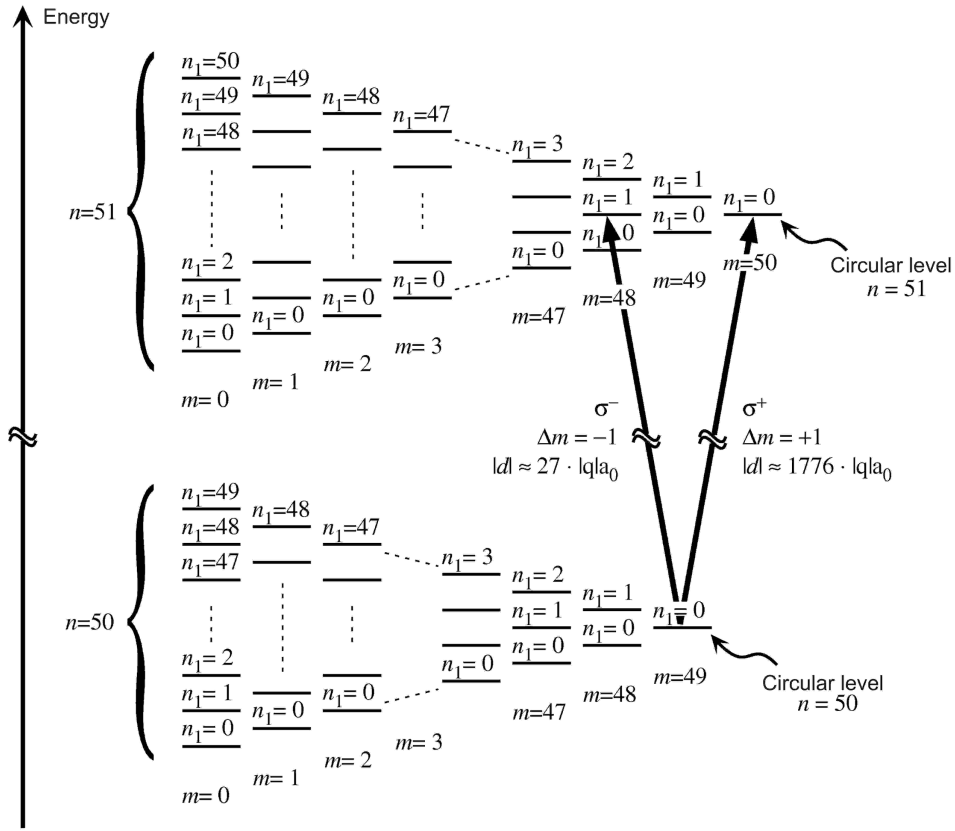 Energy
n₁=50
n₁=49
n₁=48
n₁=2
n₁=1
n₁=0
m=0
n₁=49
n₁=0
m=1
n₁=48
n₁=0
m=2
n₁=47
n₁=0
m=3
n=51
n₁=3
n₁=0
m=47
n₁=2
n₁=1
n₁=0
m=48
n₁=1
n₁=0
m=49
n₁=0
m=50
Circular level
n=51
σ⁻
Δm=−1
|d|≈27·|q|a₀
σ⁺
Δm=+1
|d|≈1776·|q|a₀
n=50
n₁=49
n₁=48
n₁=47
n₁=2
n₁=1
n₁=0
m=0
n₁=48
n₁=0
m=1
n₁=47
n₁=0
m=2
n₁=3
n₁=0
m=3
n₁=2
n₁=1
n₁=0
m=47
n₁=1
n₁=0
m=48
n₁=0
m=49
Circular level
n=50